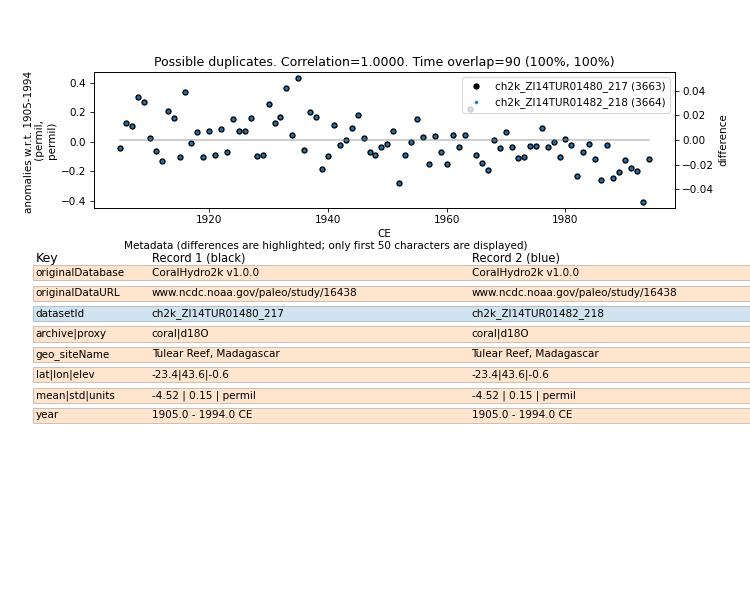 Possible duplicates. Correlation=1.0000. Time overlap=90 (100%, 100%)
anomalies w.r.t. 1905-1994
(permil,
permil)
0.4
0.2
0.0
−0.2
−0.4
ch2k_ZI14TUR01480_217 (3663)
ch2k_ZI14TUR01482_218 (3664)
0.04
0.02
0.00
−0.02
−0.04
difference
1920
1940
1960
1980
CE
Metadata (differences are highlighted; only first 50 characters are displayed)
Key Record 1 (black) Record 2 (blue)
originalDatabase CoralHydro2k v1.0.0 CoralHydro2k v1.0.0
originalDataURL www.ncdc.noaa.gov/paleo/study/16438 www.ncdc.noaa.gov/paleo/study/16438
datasetId ch2k_ZI14TUR01480_217 ch2k_ZI14TUR01482_218
archive|proxy coral|d18O coral|d18O
geo_siteName Tulear Reef, Madagascar Tulear Reef, Madagascar
lat|lon|elev -23.4|43.6|-0.6 -23.4|43.6|-0.6
mean|std|units -4.52 | 0.15 | permil -4.52 | 0.15 | permil
year 1905.0 - 1994.0 CE 1905.0 - 1994.0 CE